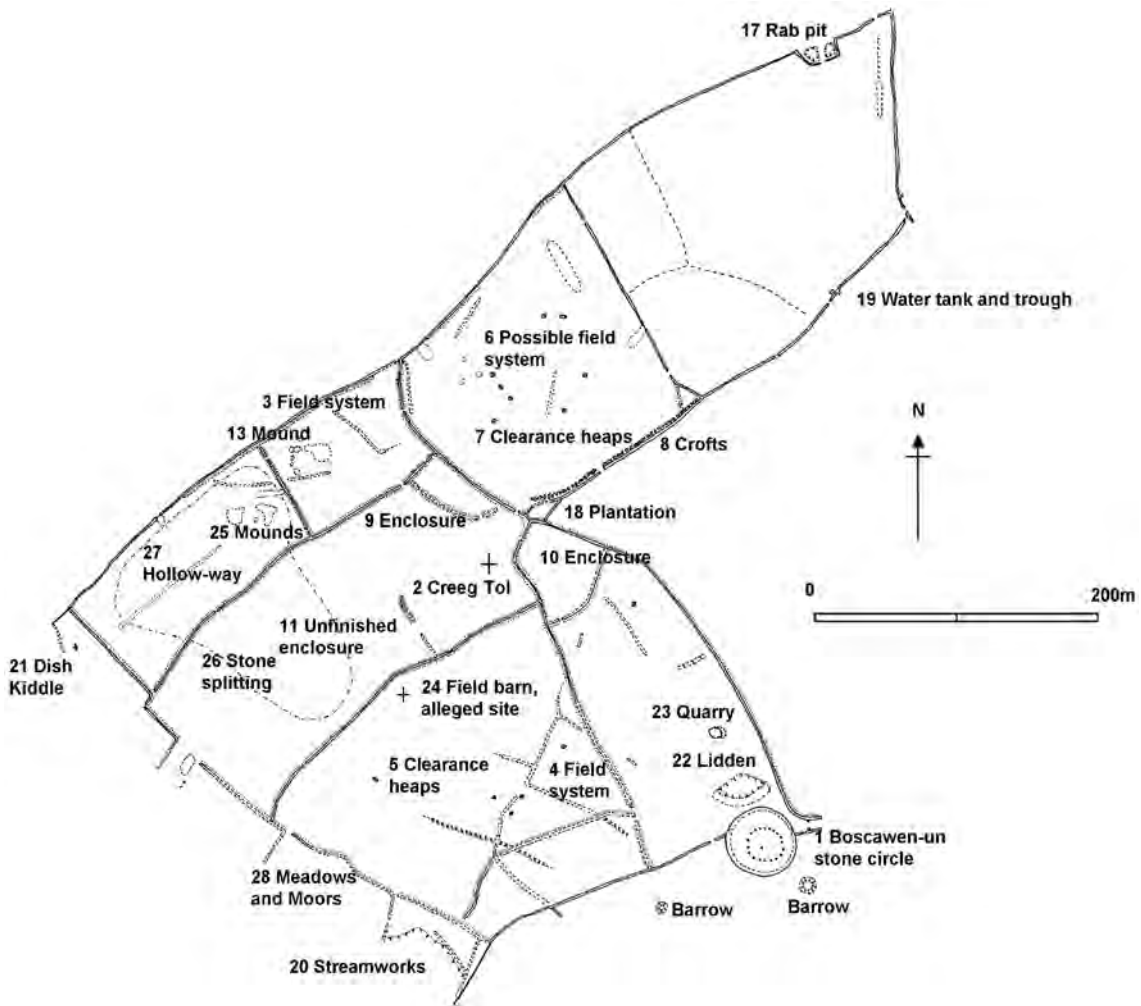 17 Rab pit
19 Water tank and trough
6 Possible field
system
3 Field system
N
13 Mound
7 Clearance heaps
8 Crofts
9 Enclosure
18 Plantation
25 Mounds
10 Enclosure
27
Hollow-way
2 Creeg Tol
0
200m
11 Unfinished
enclosure
21 Dish
Kiddle
26 Stone
splitting
24 Field barn,
alleged site
23 Quarry
22 Lidden
5 Clearance
heaps
4 Field
system
1 Boscawen-un
stone circle
28 Meadows
and Moors
Barrow
Barrow
20 Streamworks